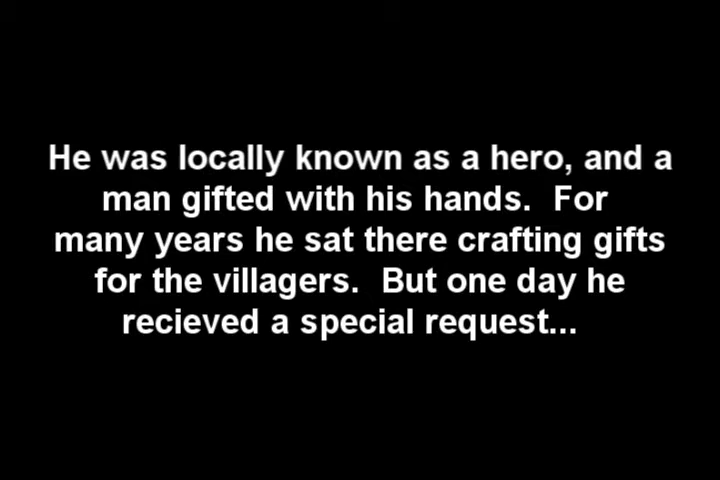 He was locally known as a hero, and a
man gifted with his hands.  For
many years he sat there crafting gifts
for the villagers.  But one day he
recieved a special request...